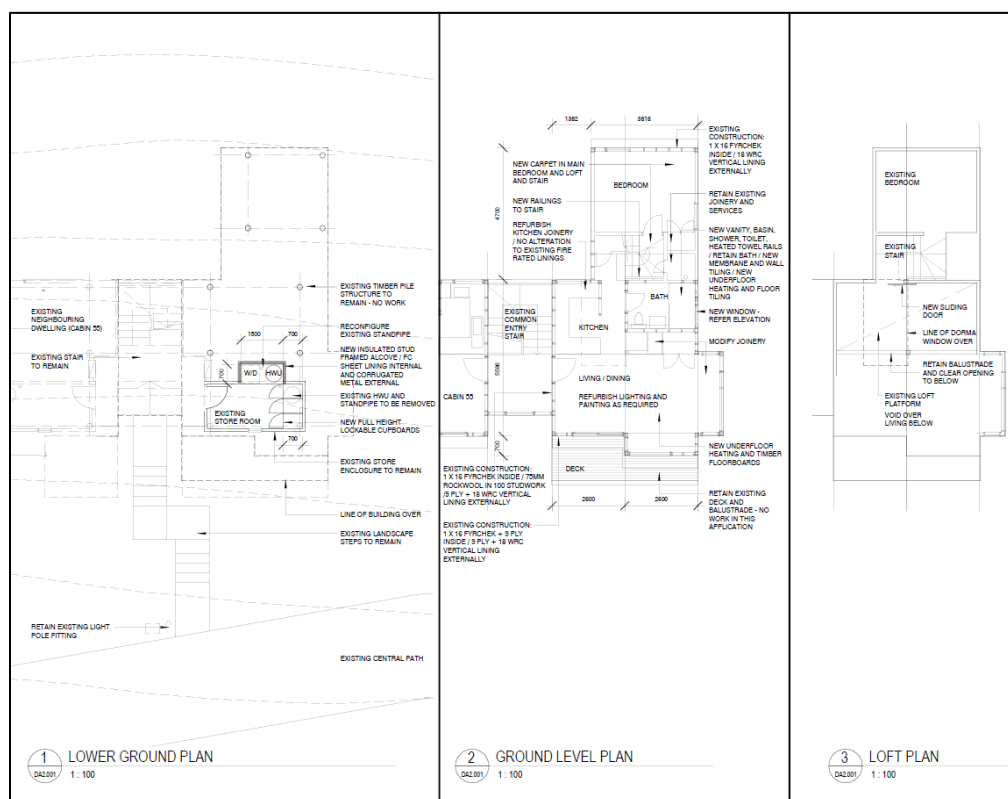 EXISTING
NEIGHBOURING
DWELLING (CABIN 55)
EXISTING STAIR
TO REMAIN
1500
700
700
W/D
HWU
EXISTING
STORE ROOM
700
EXISTING TIMBER PILE
STRUCTURE TO
REMAIN - NO WORK
RECONFIGURE
EXISTING STANDPIPE
NEW INSULATED STUD
FRAMED ALCOVE / FC
SHEET LINING INTERNAL
AND CORRUGATED
METAL EXTERNAL
EXISTING HWU AND
STANDPIPE TO BE REMOVED
NEW FULL HEIGHT
LOCKABLE CUPBOARDS
EXISTING STORE
ENCLOSURE TO REMAIN
LINE OF BUILDING OVER
EXISTING LANDSCAPE
STEPS TO REMAIN
RETAIN EXISTING LIGHT
POLE FITTING
EXISTING CENTRAL PATH
1
DA2.001
LOWER GROUND PLAN
1 : 100
1382
3818
4700
NEW CARPET IN MAIN
BEDROOM AND LOFT
AND STAIR
NEW RAILINGS
TO STAIR
REFURBISH
KITCHEN JOINERY
/ NO ALTERATION
TO EXISTING FIRE
RATED LININGS
BEDROOM
EXISTING
CONSTRUCTION:
1 X 16 FYRCHEK
INSIDE / 18 WRC
VERTICAL LINING
EXTERNALLY
RETAIN EXISTING
JOINERY AND
SERVICES
NEW VANITY, BASIN,
SHOWER, TOILET,
HEATED TOWEL RAILS
/ RETAIN BATH / NEW
MEMBRANE AND WALL
TILING / NEW
UNDERFLOOR
HEATING AND FLOOR
TILING
BATH
NEW WINDOW -
REFER ELEVATION
EXISTING
COMMON
ENTRY
STAIR
KITCHEN
MODIFY JOINERY
CABIN 55
LIVING / DINING
REFURBISH LIGHTING AND
PAINTING AS REQUIRED
700
NEW UNDERFLOOR
HEATING AND TIMBER
FLOORBOARDS
DECK
EXISTING CONSTRUCTION:
1 X 16 FYRCHEK INSIDE / 75MM
ROCKWOOL IN 100 STUDWORK
/9 PLY + 18 WRC VERTICAL
LINING EXTERNALLY
2600
2600
RETAIN EXISTING
DECK AND
BALUSTRADE - NO
WORK IN THIS
APPLICATION
EXISTING CONSTRUCTION:
1 X 16 FYRCHEK + 9 PLY
INSIDE / 9 PLY + 18 WRC
VERTICAL LINING
EXTERNALLY
2
DA2.001
GROUND LEVEL PLAN
1 : 100
EXISTING
BEDROOM
EXISTING
STAIR
NEW SLIDING
DOOR
LINE OF DORMA
WINDOW OVER
RETAIN BALUSTRADE
AND CLEAR OPENING
TO BELOW
EXISTING LOFT
PLATFORM
VOID OVER
LIVING BELOW
3
DA2.001
LOFT PLAN
1 : 100